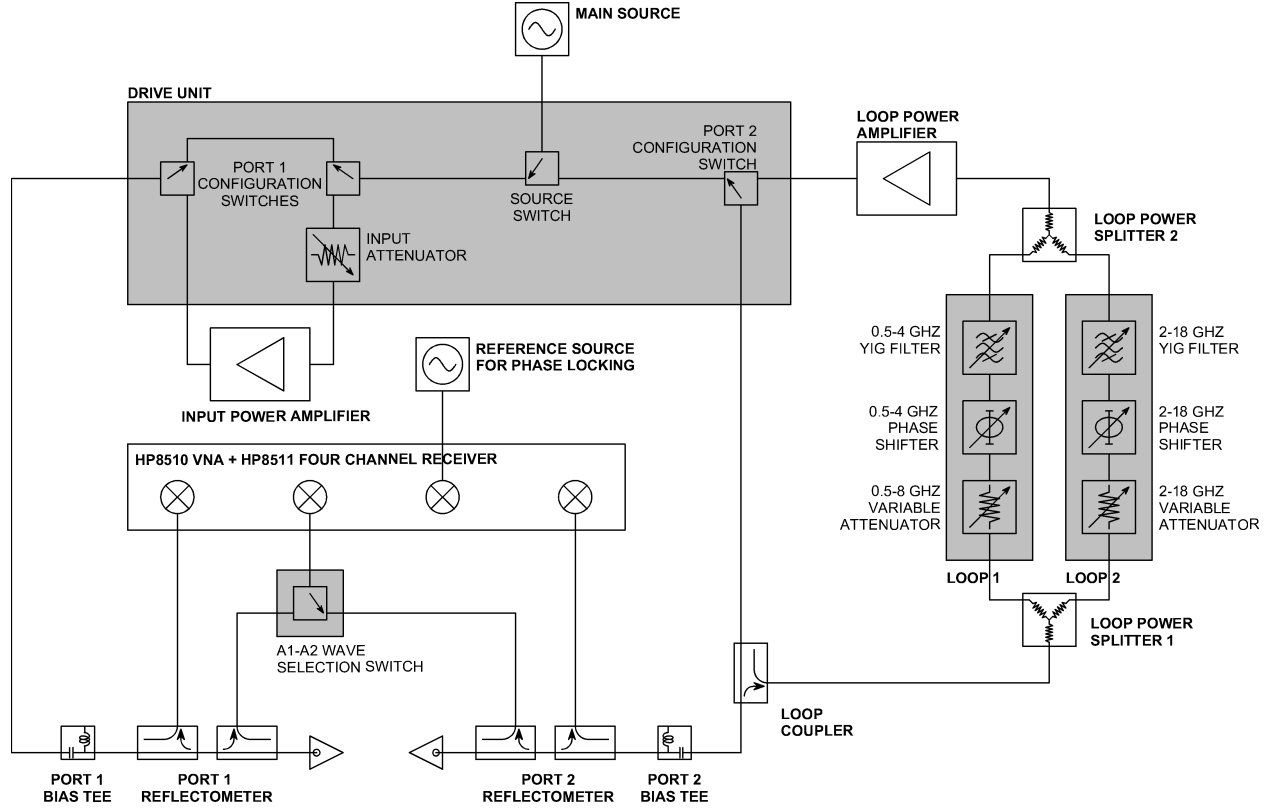 MAIN SOURCE
DRIVE UNIT
PORT 1
CONFIGURATION
SWITCHES
INPUT
ATTENUATOR
SOURCE
SWITCH
PORT 2
CONFIGURATION
SWITCH
LOOP POWER
AMPLIFIER
LOOP POWER
SPLITTER 2
INPUT POWER AMPLIFIER
REFERENCE SOURCE
FOR PHASE LOCKING
0.5-4 GHZ
YIG FILTER
2-18 GHZ
YIG FILTER
0.5-4 GHZ
PHASE
SHIFTER
2-18 GHZ
PHASE
SHIFTER
0.5-8 GHZ
VARIABLE
ATTENUATOR
2-18 GHZ
VARIABLE
ATTENUATOR
LOOP 1
LOOP 2
HP8510 VNA + HP8511 FOUR CHANNEL RECEIVER
A1-A2 WAVE
SELECTION SWITCH
LOOP POWER
SPLITTER 1
LOOP
COUPLER
PORT 1
BIAS TEE
PORT 1
REFLECTOMETER
PORT 2
REFLECTOMETER
PORT 2
BIAS TEE